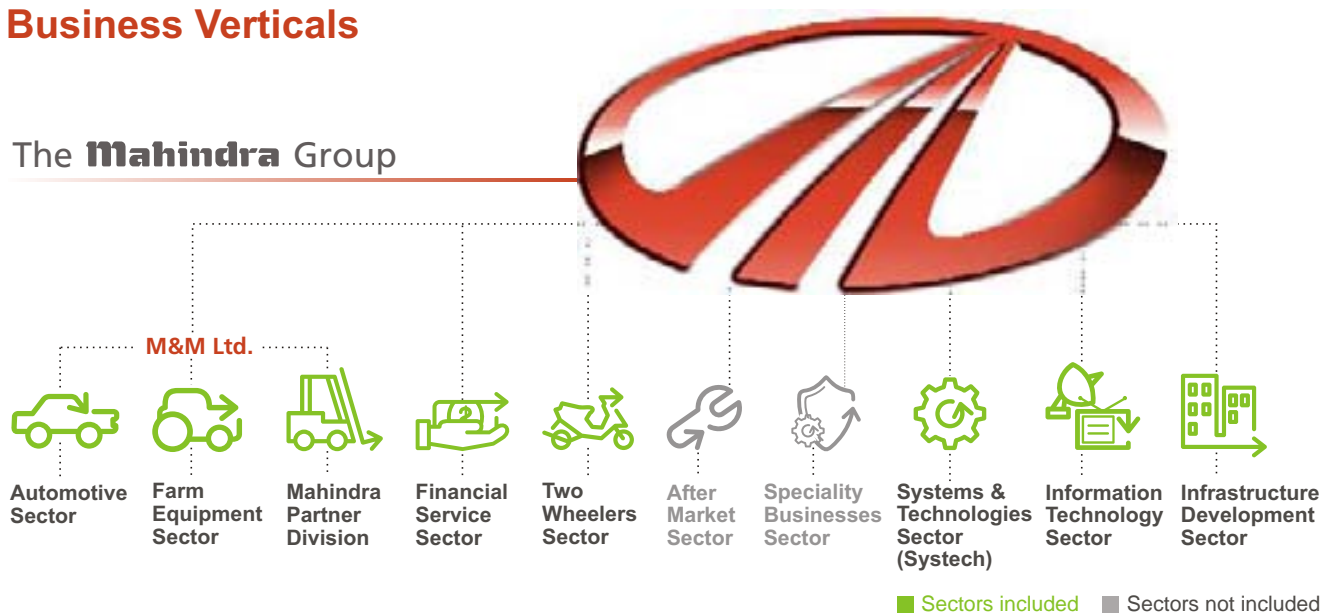 Business Verticals
The Mahindra Group
M&M Ltd.
Automotive
Sector
Farm
Equipment
Sector
Mahindra
Partner
Division
Financial
Service
Sector
Two
Wheelers
Sector
After
Market
Sector
Speciality
Businesses
Sector
Systems &
Technologies
Sector
(Systech)
Information
Technology
Sector
Infrastructure
Development
Sector
Sectors included
Sectors not included